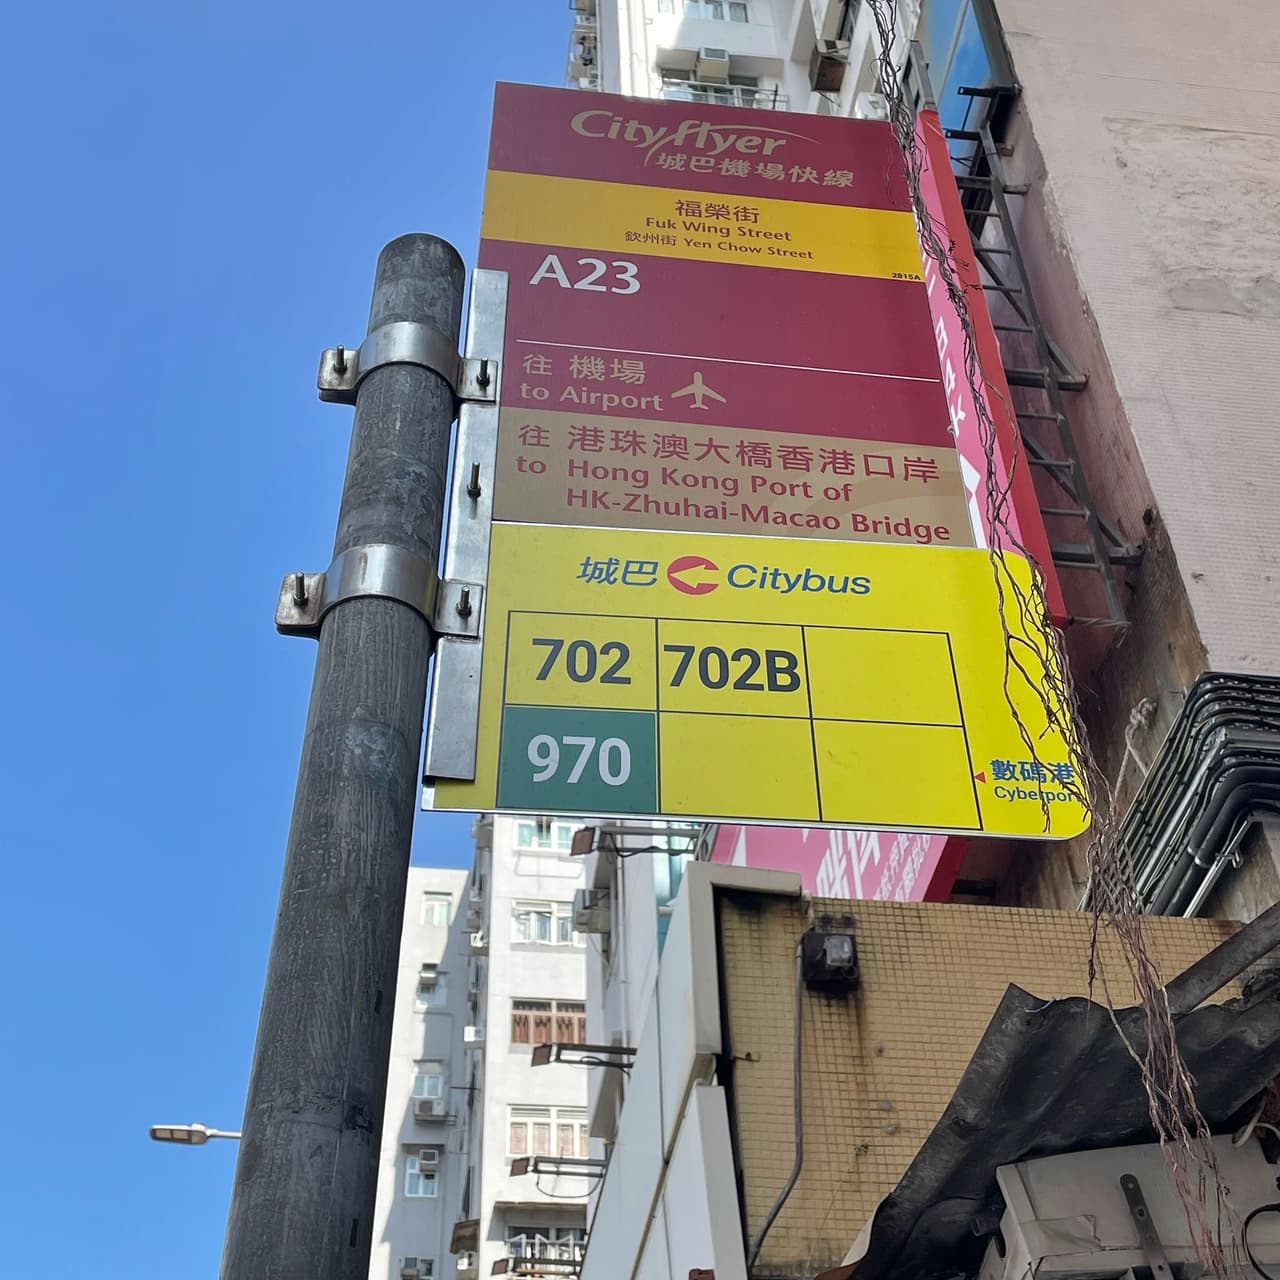 Cityflyer
城巴機場快線
福榮街
Fuk Wing Street
欽州街 Yen Chow Street
2815A
A23
往 機場
to Airport
往 港珠澳大橋香港口岸
to Hong Kong Port of
HK-Zhuhai-Macao Bridge
城巴 Citybus
702 702B
970
數碼港
Cyberport